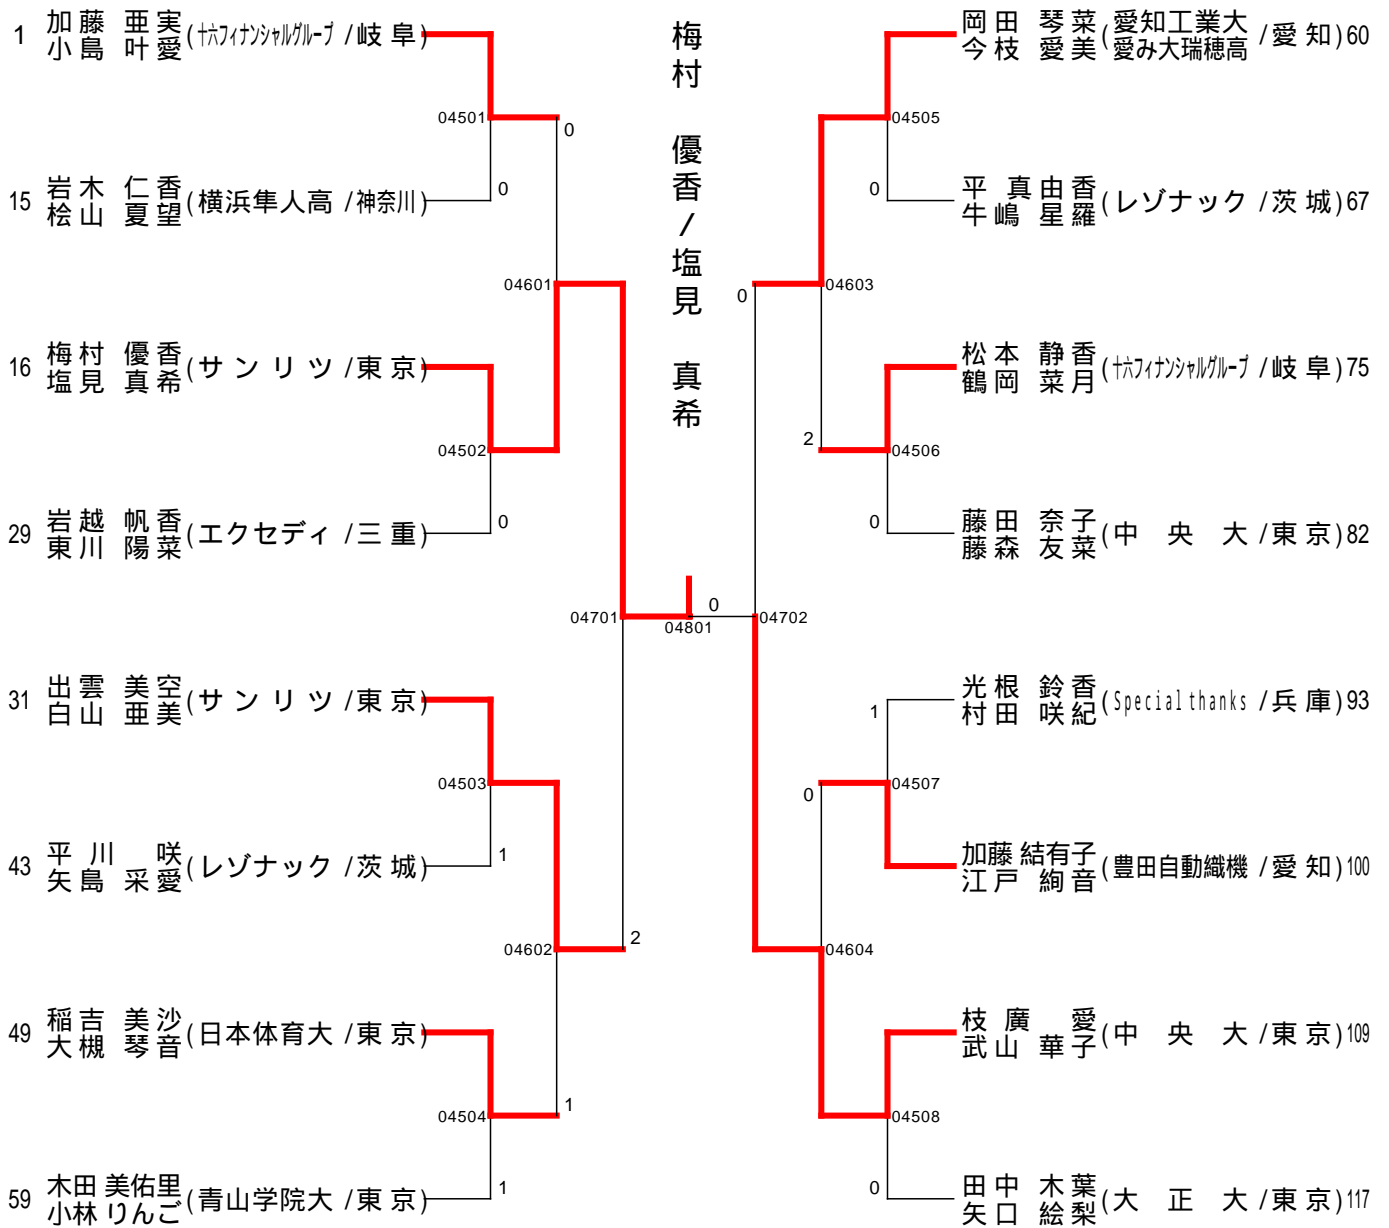 1 加藤 亜実 (十六フィナンシャルグループ / 岐阜)
小島 叶愛
04501
0
0
15 岩木 仁香 (横浜隼人高 / 神奈川)
桧山 夏望
04601
16 梅村 優香 (サンリツ / 東京)
塩見 真希
04502
0
29 岩越 帆香 (エクセディ / 三重)
東川 陽菜
04701
31 出雲 美空 (サンリツ / 東京)
白山 亜美
04503
1
43 平川 咲 (レゾナック / 茨城)
矢島 采愛
04602
2
49 稲吉 美沙 (日本体育大 / 東京)
大槻 琴音
04504
1
1
59 木田 美佑里 (青山学院大 / 東京)
小林 りんご
梅村 優香/塩見 真希
0
04801
岡田 琴菜 (愛知工業大 / 愛知) 60
今枝 愛美 愛み大瑞穂高
04505
0
平 真由香 (レゾナック / 茨城) 67
牛嶋 星羅
0
04603
松本 静香 (十六フィナンシャルグループ / 岐阜) 75
鶴岡 菜月
2
04506
0
藤田 奈子 (中央大 / 東京) 82
藤森 友菜
04702
光根 鈴香 (Special thanks / 兵庫) 93
村田 咲紀
1
0
04507
加藤 結有子 (豊田自動織機 / 愛知) 100
江戸 絢音
04604
枝廣 愛 (中央大 / 東京) 109
武山 華子
04508
0
田中 木葉 (大正大 / 東京) 117
矢口 絵梨